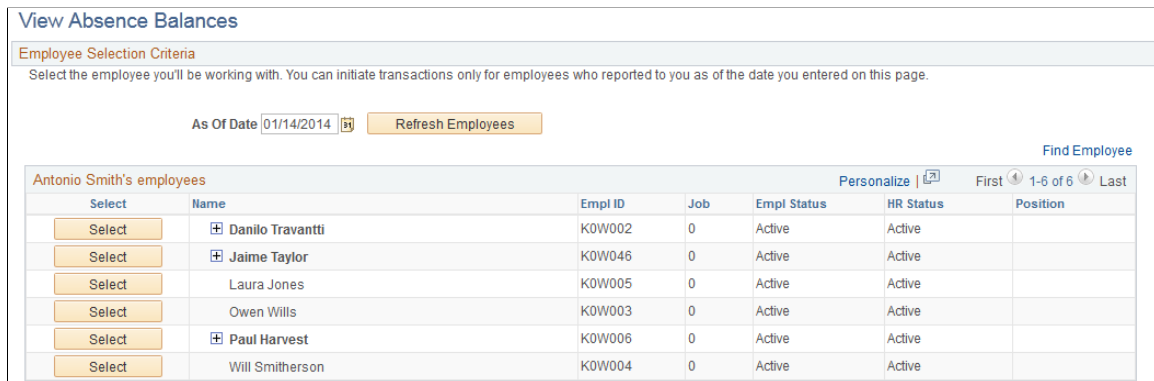 View Absence Balances
Employee Selection Criteria
Select the employee you'll be working with. You can initiate transactions only for employees who reported to you as of the date you entered on this page.
As Of Date 01/14/2014 31 Refresh Employees
Find Employee
Antonio Smith's employees Personalize | First 1-6 of 6 Last
Select Name Empl ID Job Empl Status HR Status Position
Select Danilo Travantti K0W002 0 Active Active
Select Jaime Taylor K0W046 0 Active Active
Select Laura Jones K0W005 0 Active Active
Select Owen Wills K0W003 0 Active Active
Select Paul Harvest K0W006 0 Active Active
Select Will Smitherson K0W004 0 Active Active